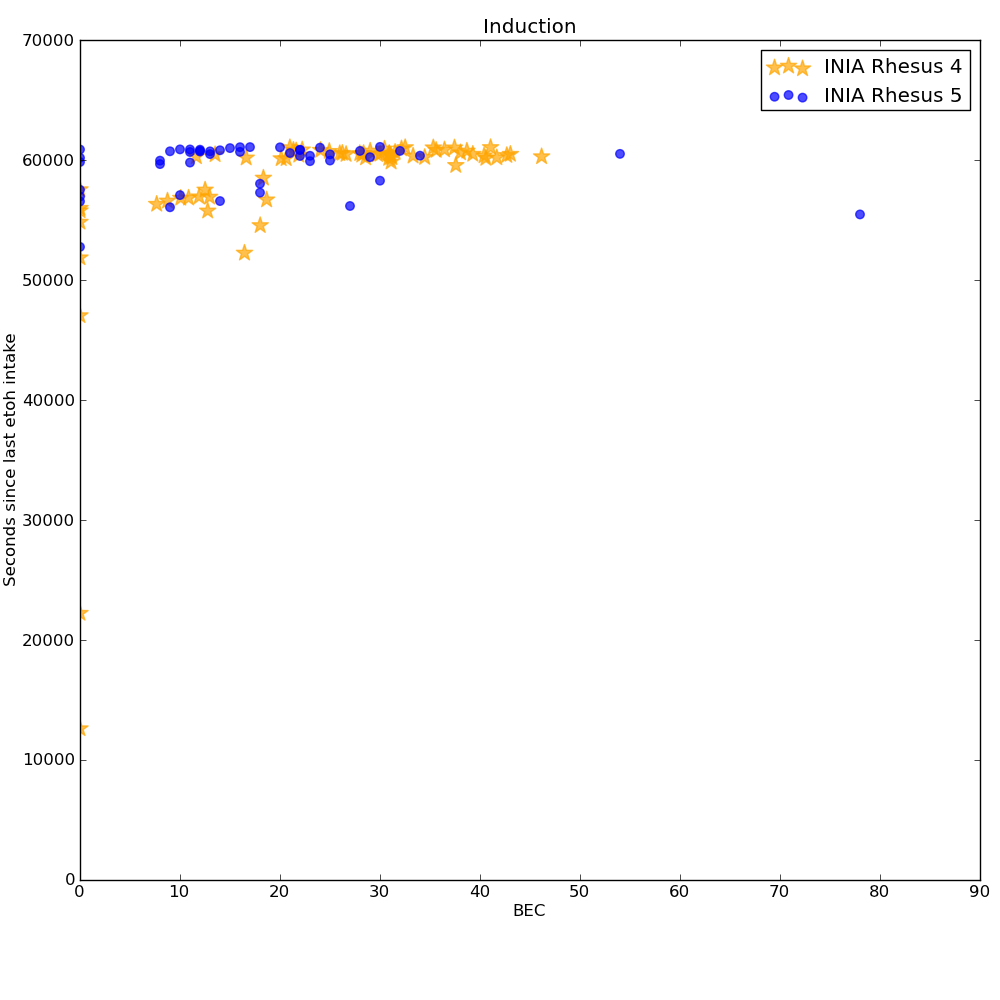 Induction
INIA Rhesus 4
INIA Rhesus 5
70000
60000
50000
40000
30000
20000
10000
0
Seconds since last etoh intake
0 10 20 30 40 50 60 70 80 90
BEC